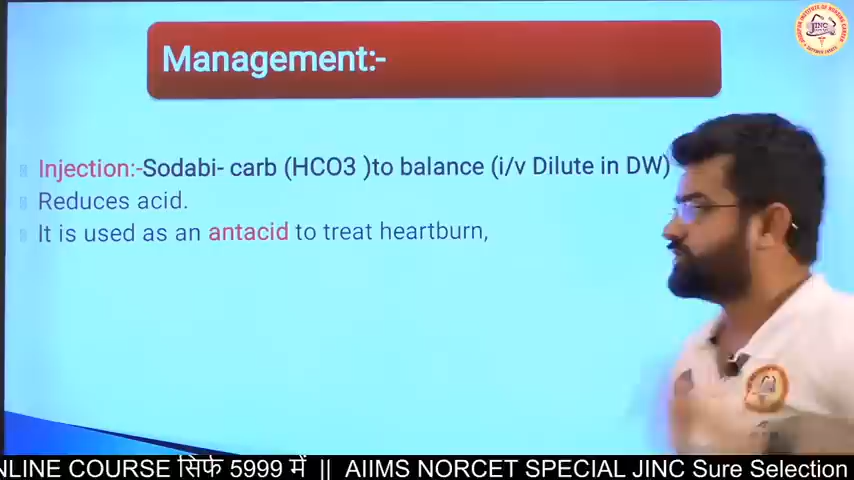 Management:-
Injection:-Sodabi- carb (HCO3 )to balance (i/v Dilute in DW)
Reduces acid.
It is used as an antacid to treat heartburn,
NLINE COURSE सिर्फ 5999 में || AIIMS NORCET SPECIAL JINC Sure Selection
JINC